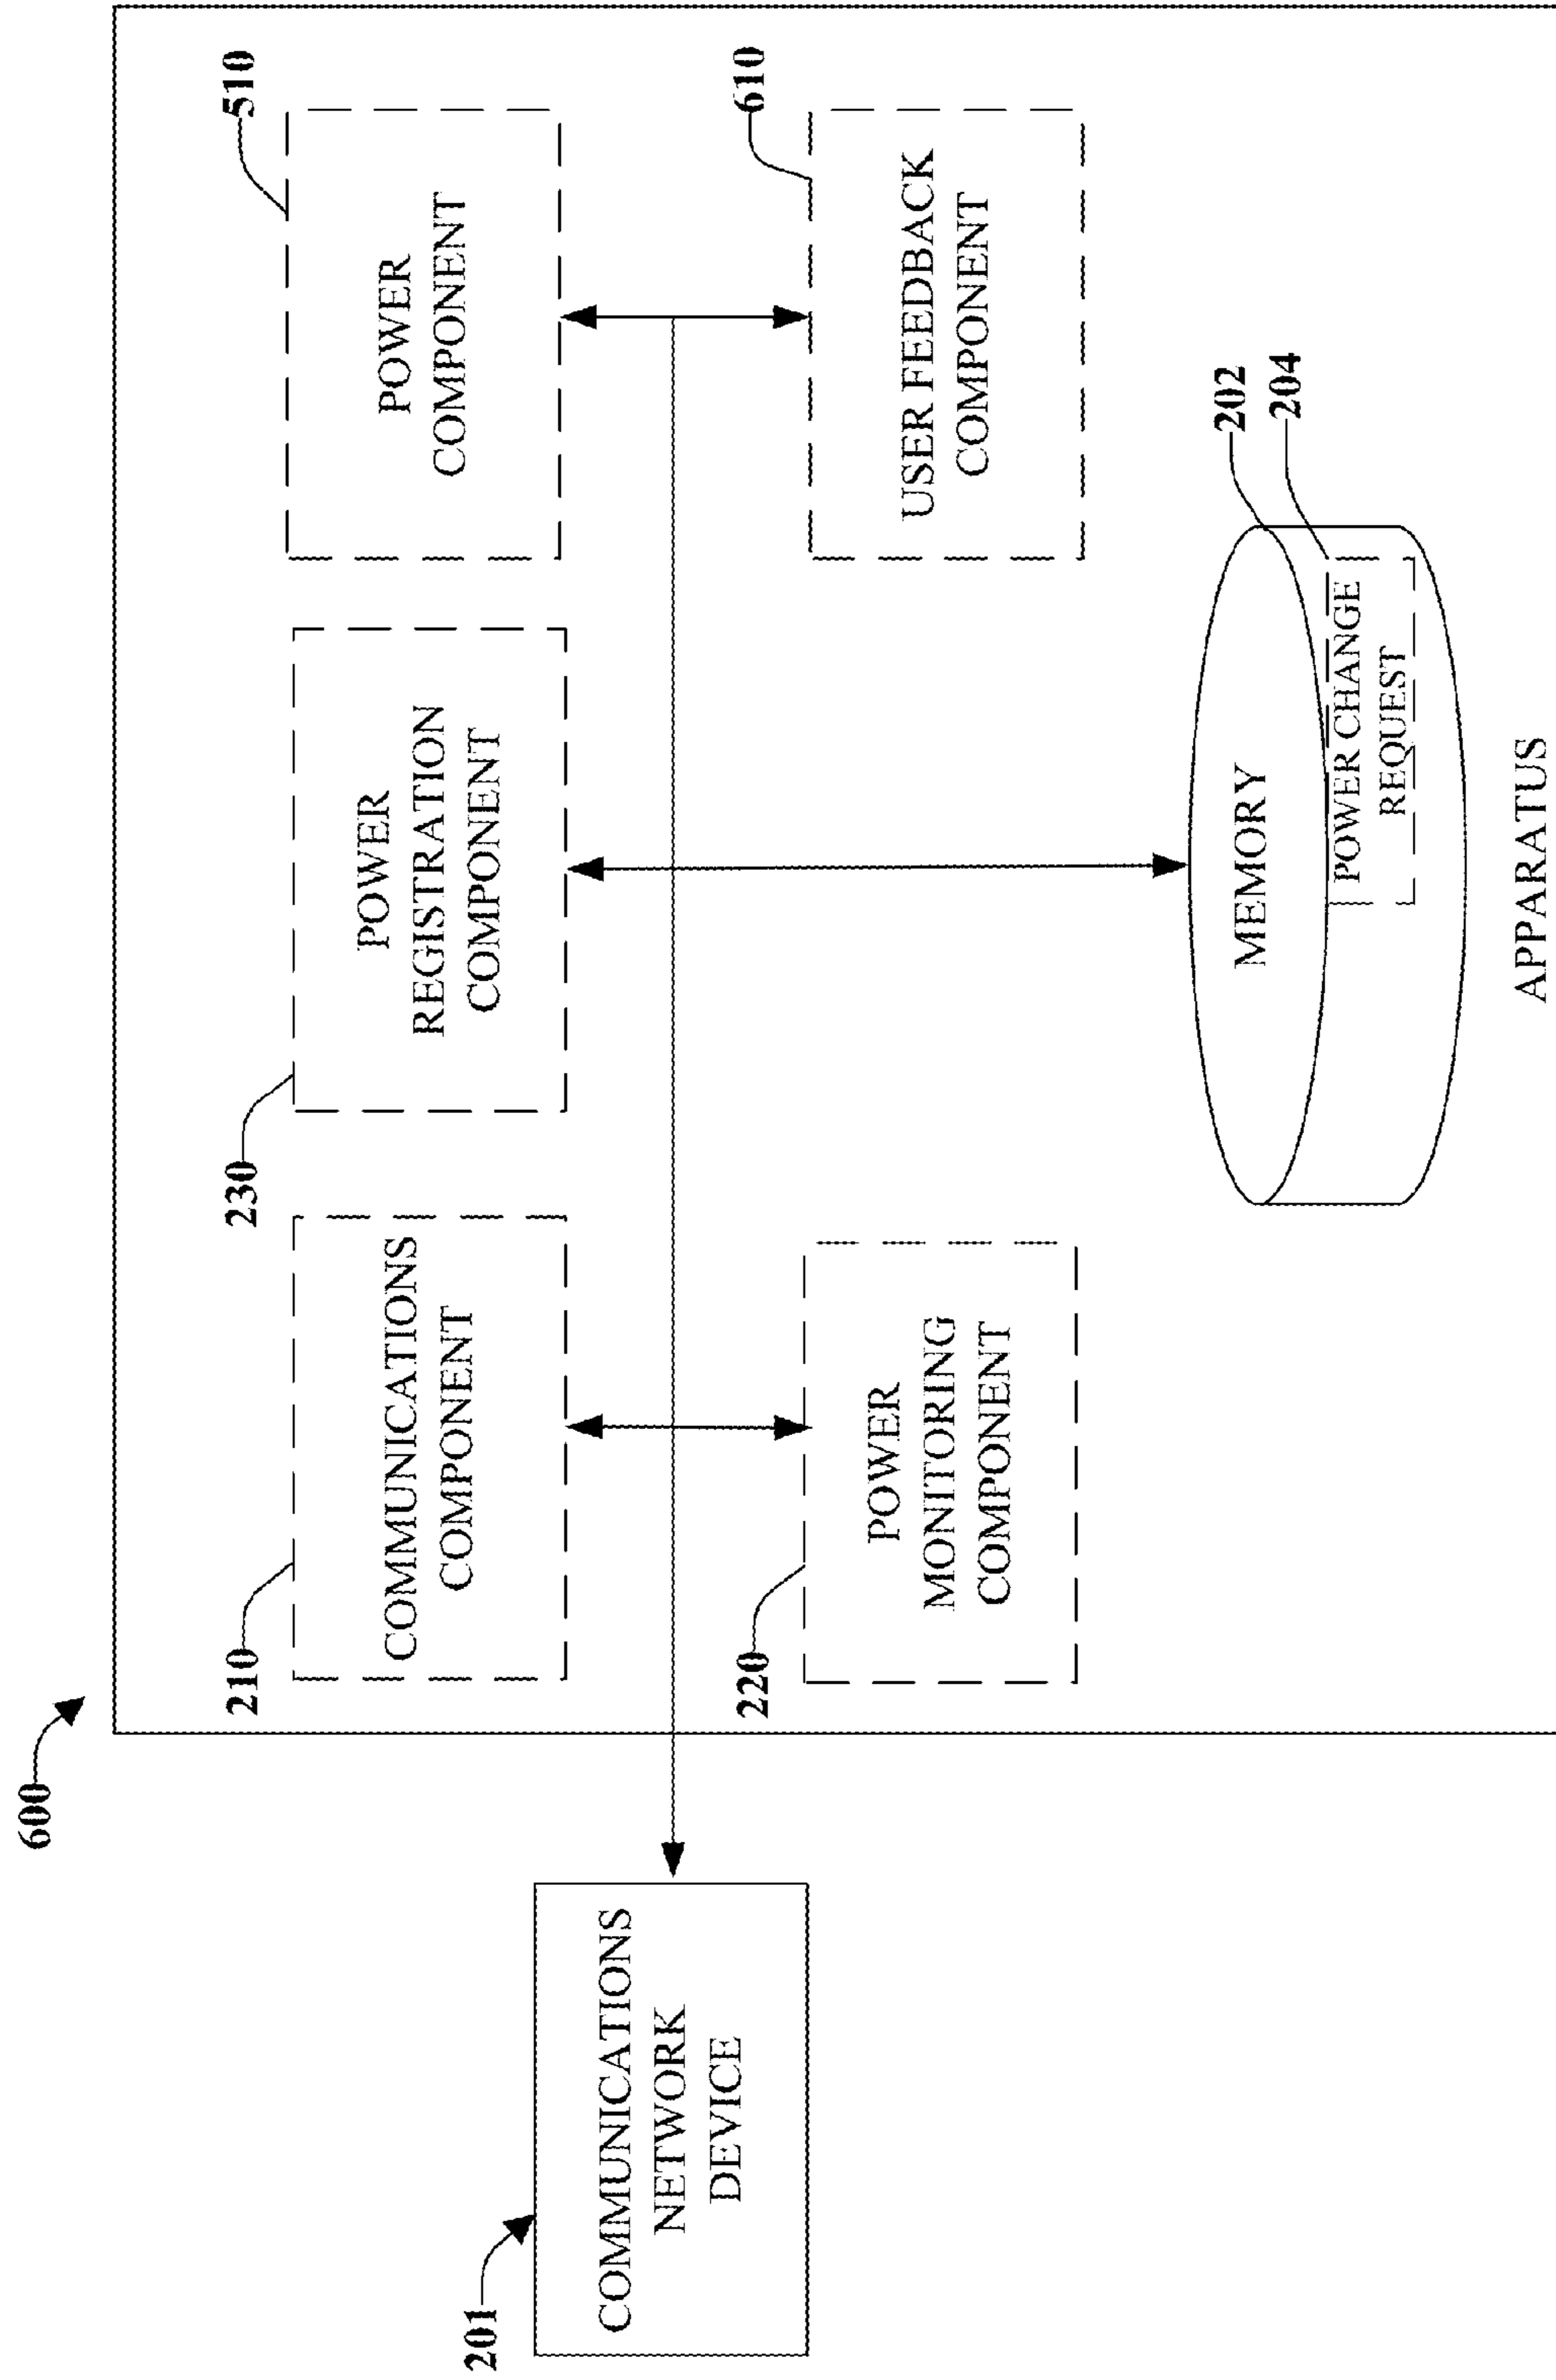 600
201
COMMUNICATIONS
NETWORK
DEVICE
210
COMMUNICATIONS
COMPONENT
230
POWER
REGISTRATION
COMPONENT
510
POWER
COMPONENT
220
POWER
MONITORING
COMPONENT
610
USER FEEDBACK
COMPONENT
202
204
MEMORY
POWER CHANGE
REQUEST
APPARATUS